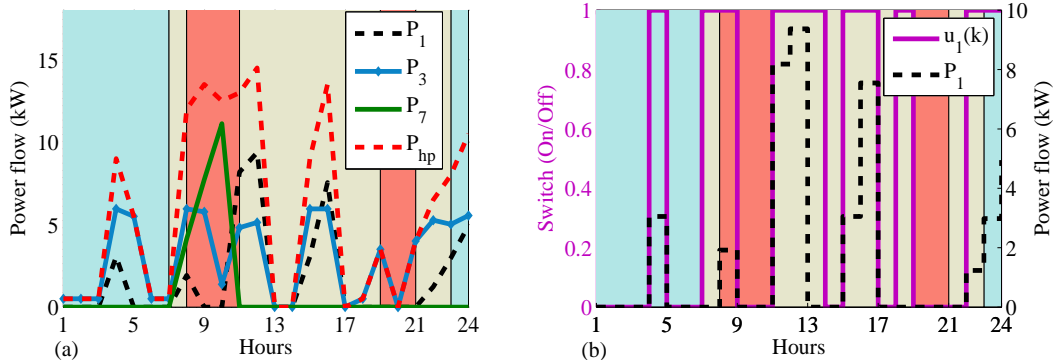 15
10
5
0
Power flow (kW)
P1
P3
P7
Php
1
5
9
13
17
21
24
(a)
Hours
1
0.8
0.6
0.4
0.2
0
Switch (On/Off)
u1(k)
P1
10
8
6
4
2
0
Power flow (kW)
1
5
9
13
17
21
24
(b)
Hours